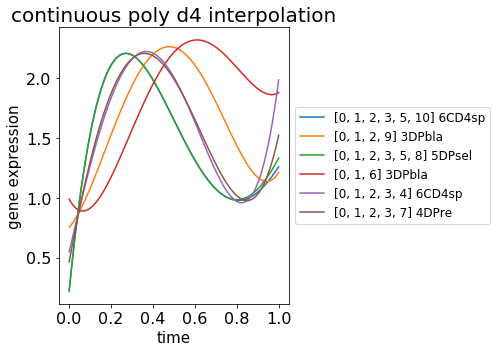 continuous poly d4 interpolation
gene expression
2.0
1.5
1.0
0.5
0.0 0.2 0.4 0.6 0.8 1.0
time
[0, 1, 2, 3, 5, 10] 6CD4sp
[0, 1, 2, 9] 3DPbla
[0, 1, 2, 3, 5, 8] 5DPsel
[0, 1, 6] 3DPbla
[0, 1, 2, 3, 4] 6CD4sp
[0, 1, 2, 3, 7] 4DPre